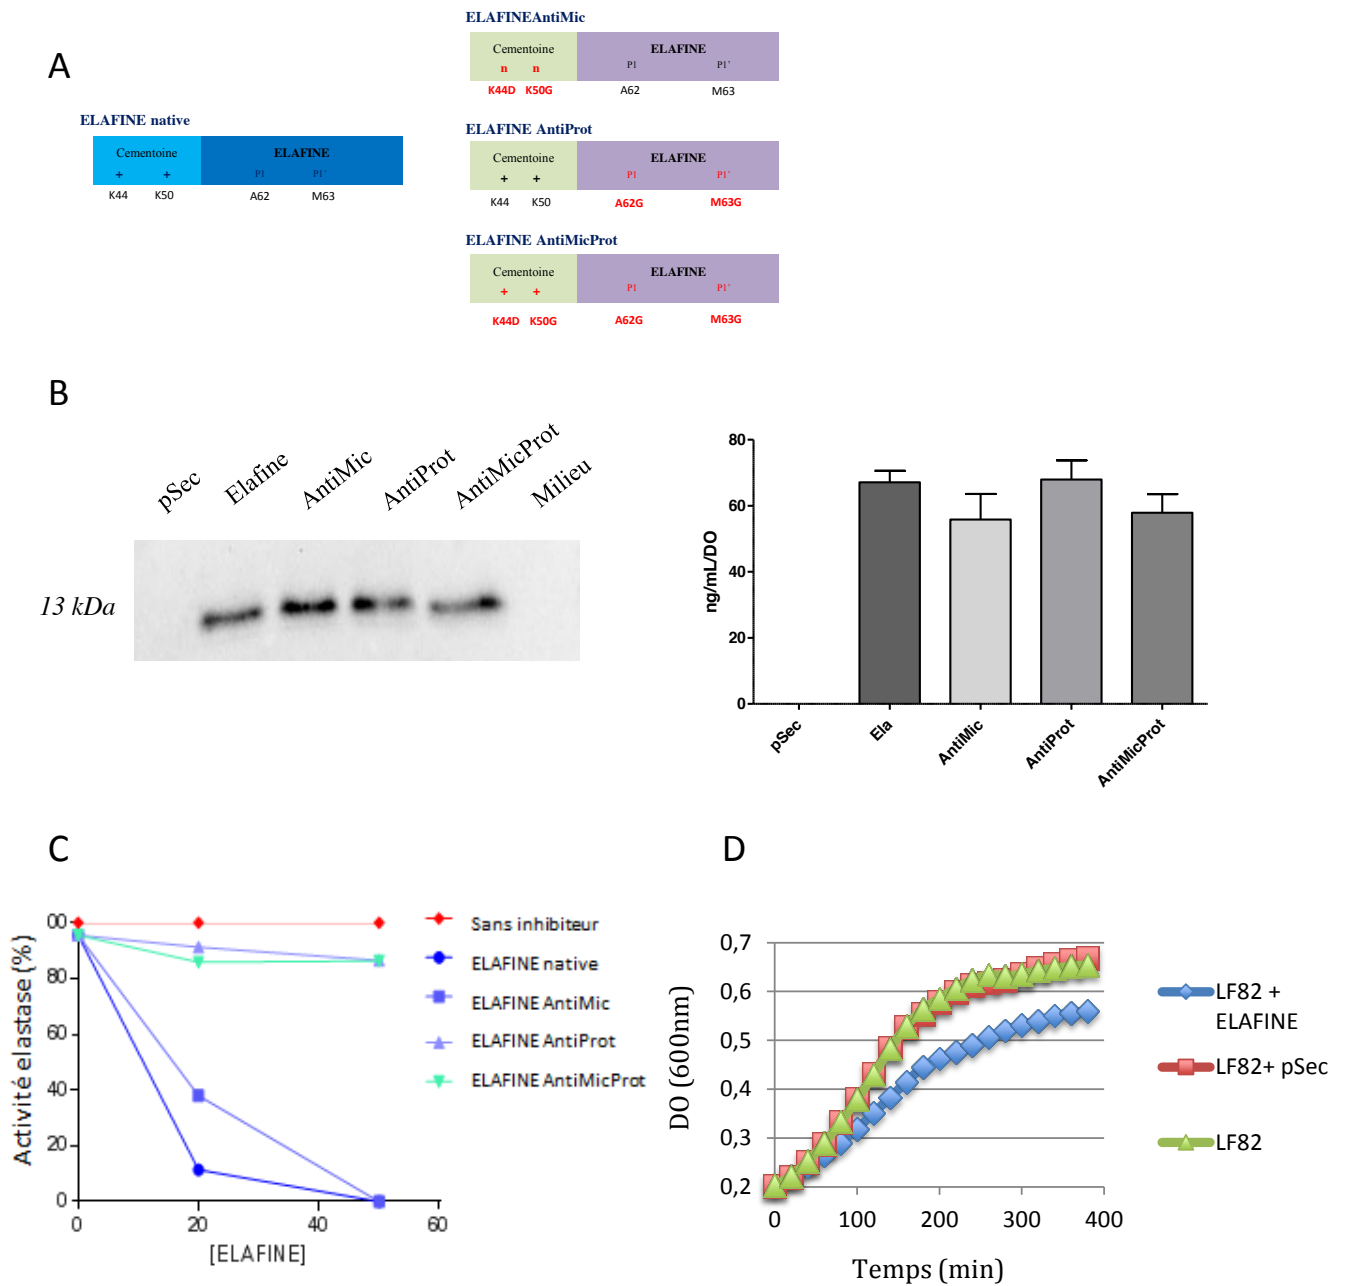 A
ELAFINE native
Cementoine ELAFINE
+ + P1 P1’
K44 K50 A62 M63
ELAFINEAntiMic
Cementoine ELAFINE
n n P1 P1’
K44D K50G A62 M63
ELAFINE AntiProt
Cementoine ELAFINE
+ + P1 P1’
K44 K50 A62G M63G
ELAFINE AntiMicProt
Cementoine ELAFINE
+ + P1 P1’
K44D K50G A62G M63G
B
pSec Elafine AntiMic AntiProt AntiMicProt Milieu
13 kDa
ng/mL/DO
80
60
40
20
0
pSec Ela AntiMic AntiProt AntiMicProt
C
Activité elastase (%)
00
80
60
40
20
0
0 20 40 60
[ELAFINE]
Sans inhibiteur
ELAFINE native
ELAFINE AntiMic
ELAFINE AntiProt
ELAFINE AntiMicProt
D
DO (600nm)
0,7
0,6
0,5
0,4
0,3
0,2
0 100 200 300 400
Temps (min)
LF82 +
ELAFINE
LF82+ pSec
LF82